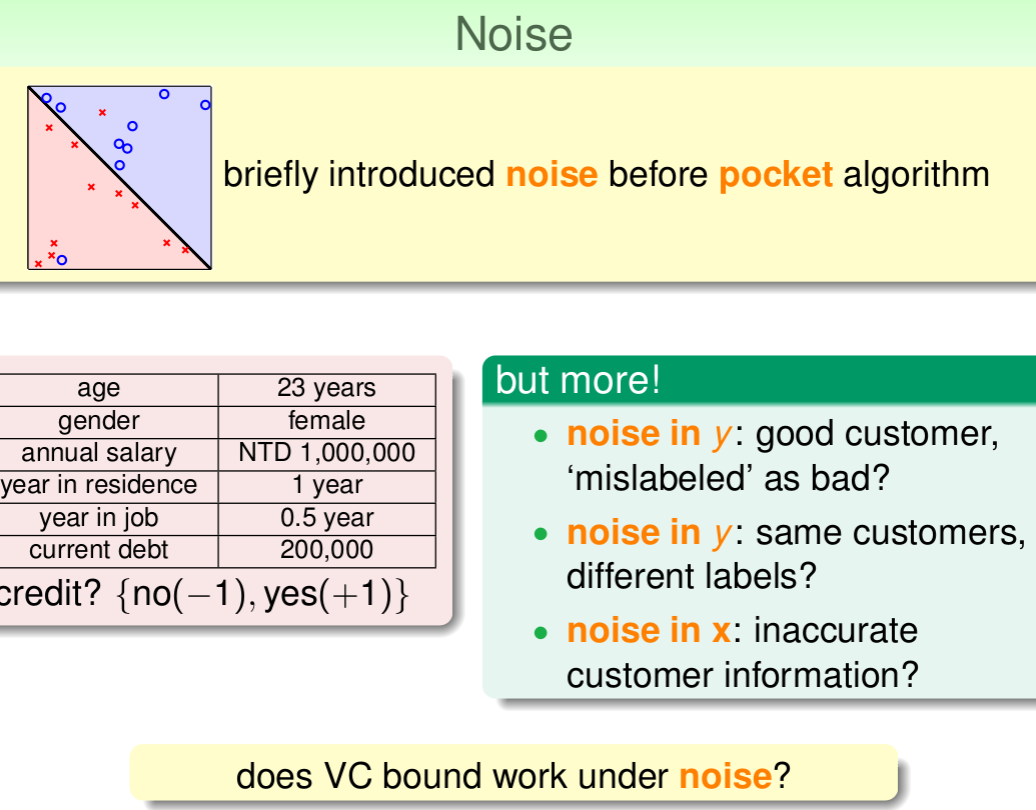 Noise
briefly introduced noise before pocket algorithm
age 23 years
gender female
annual salary NTD 1,000,000
year in residence 1 year
year in job 0.5 year
current debt 200,000
credit? {no(−1), yes(+1)}
but more!
• noise in y: good customer,
‘mislabeled’ as bad?
• noise in y: same customers,
different labels?
• noise in x: inaccurate
customer information?
does VC bound work under noise?